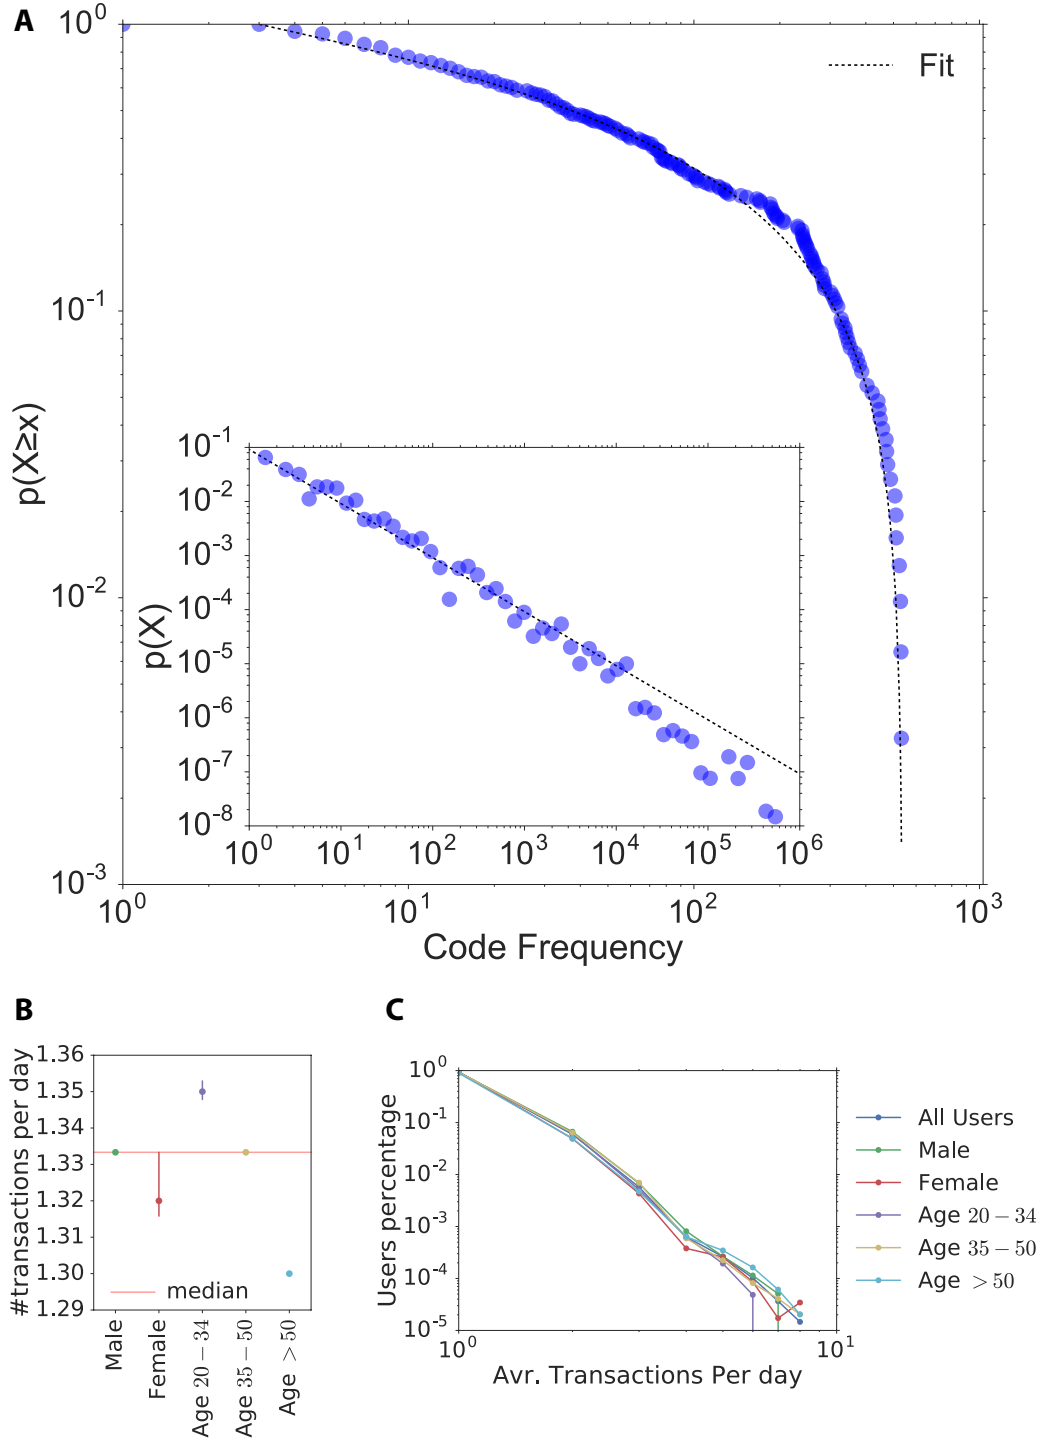 A
10^0
10^-1
10^-2
10^-3
p(X≥x)
Fit
10^-1
10^-2
10^-3
10^-4
10^-5
10^-6
10^-7
10^-8
p(X)
10^0 10^1 10^2 10^3 10^4 10^5 10^6
10^0 10^1 10^2 10^3
Code Frequency
B
#transactions per day
1.36
1.35
1.34
1.33
1.32
1.31
1.30
1.29
median
Male
Female
Age 20 − 34
Age 35 − 50
Age > 50
C
Users percentage
10^0
10^-1
10^-2
10^-3
10^-4
10^-5
10^0 10^1
Avr. Transactions Per day
All Users
Male
Female
Age 20 − 34
Age 35 − 50
Age > 50